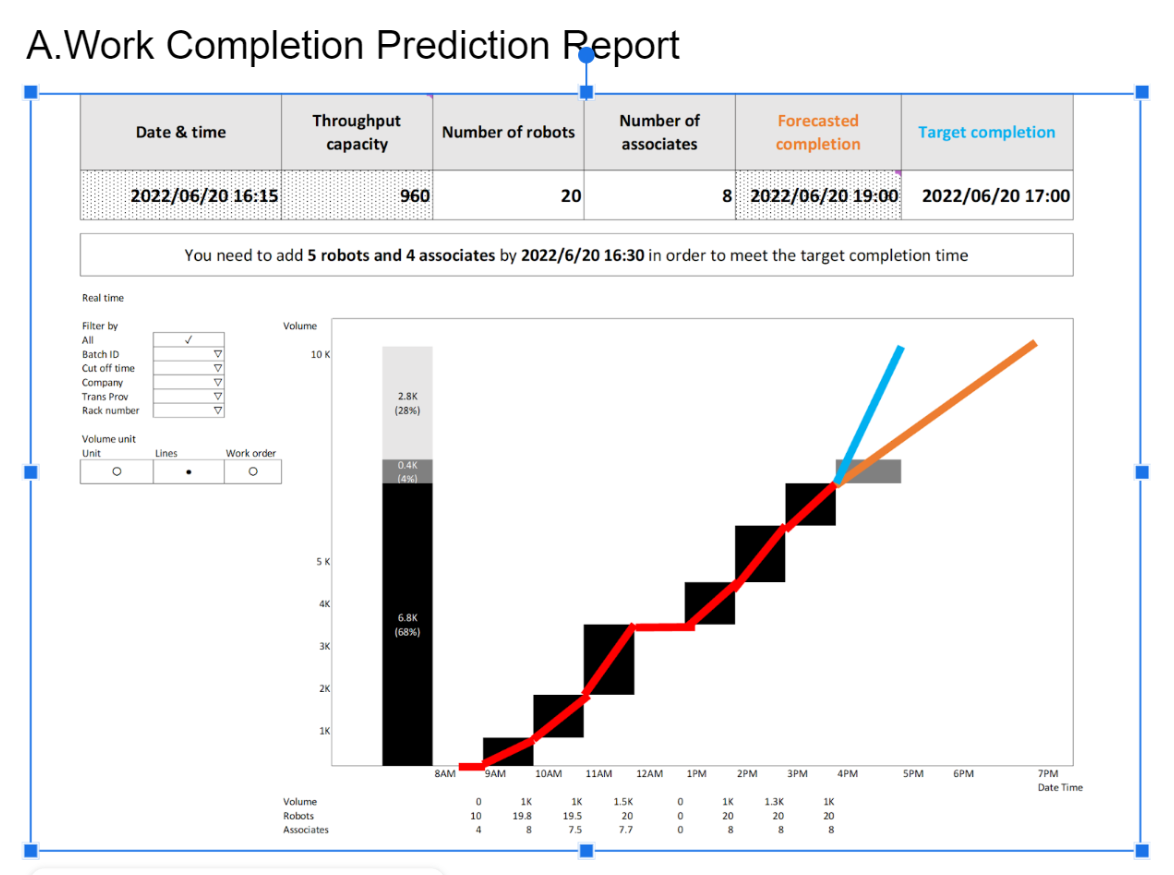 A.Work Completion Prediction Report
Date & time
Throughput capacity
Number of robots
Number of associates
Forecasted completion
Target completion
2022/06/20 16:15
960
20
8
2022/06/20 19:00
2022/06/20 17:00
You need to add 5 robots and 4 associates by 2022/6/20 16:30 in order to meet the target completion time
Real time
Filter by
All ✓
Batch ID ▽
Cut off time ▽
Company ▽
Trans Prov ▽
Rack number ▽
Volume unit
Unit Lines Work order
Volume
10 K
5 K
4K
3K
2K
1K
2.8K
(28%)
0.4K
(4%)
6.8K
(68%)
8AM 9AM 10AM 11AM 12AM 1PM 2PM 3PM 4PM 5PM 6PM 7PM
Date Time
Volume 0 1K 1K 1.5K 0 1K 1.3K 1K
Robots 10 19.8 19.5 20 0 20 20 20
Associates 4 8 7.5 7.7 0 8 8 8